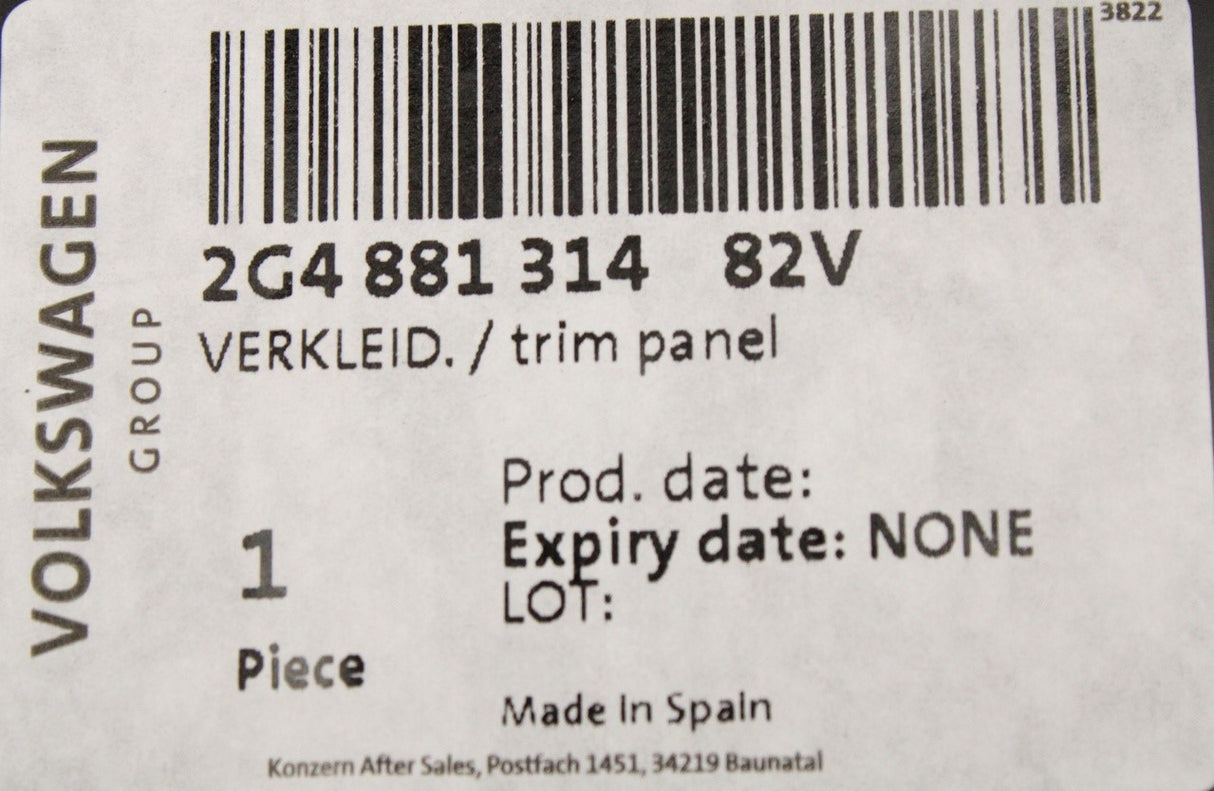 3822
VOLKSWAGEN
GROUP
2G4 881 314 82V
VERKLEID. / trim panel
Prod. date:
Expiry date: NONE
LOT:
1
Piece
Made In Spain
Konzern After Sales, Postfach 1451, 34219 Baunatal